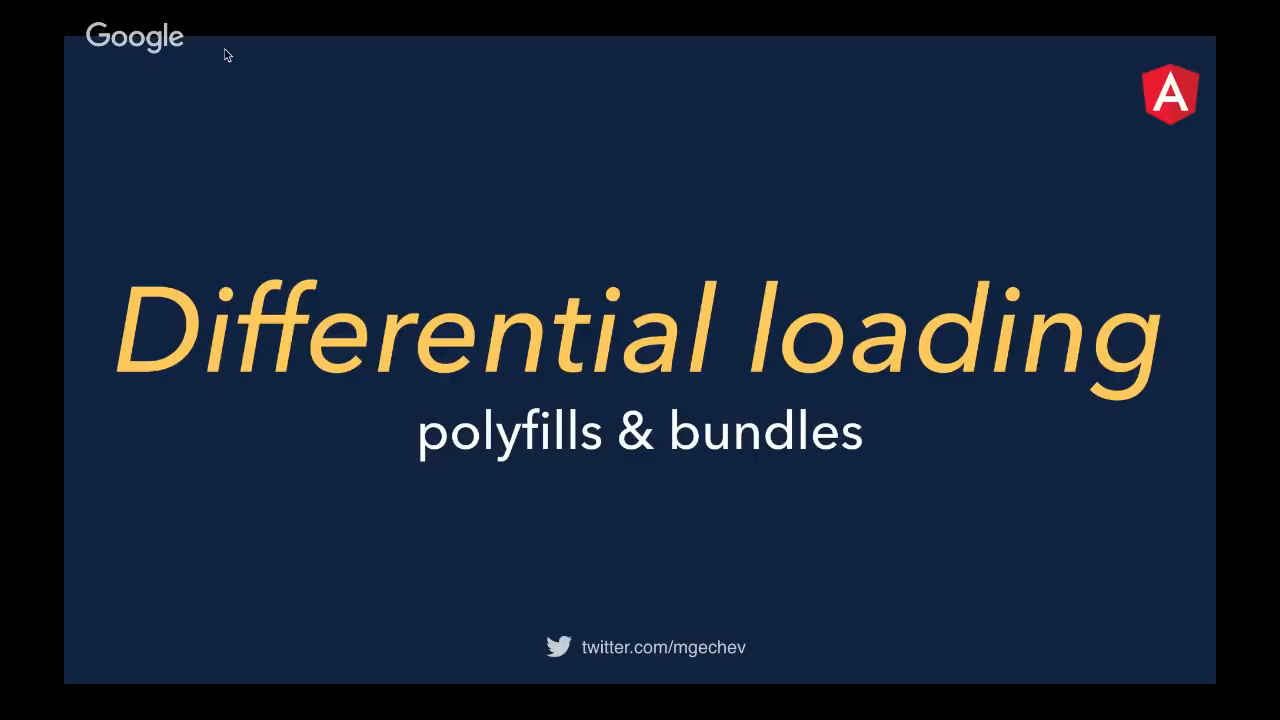 Google
A
Differential loading
polyfills & bundles
twitter.com/mgechev